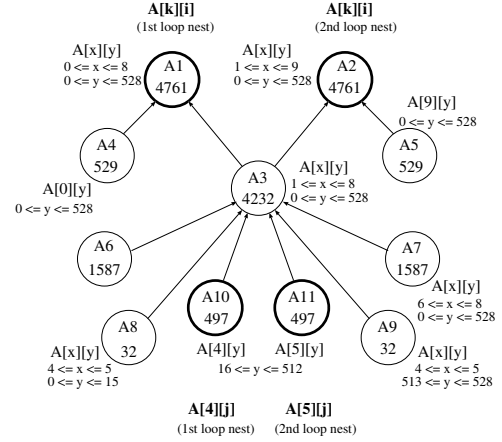 A[k][i]
(1st loop nest)
A[k][i]
(2nd loop nest)
A[x][y]
0 <= x <= 8
0 <= y <= 528
A1
4761
A[x][y]
1 <= x <= 9
0 <= y <= 528
A2
4761
A[9][y]
0 <= y <= 528
A4
529
A5
529
A[0][y]
0 <= y <= 528
A3
4232
A[x][y]
1 <= x <= 8
0 <= y <= 528
A6
1587
A7
1587
A[x][y]
6 <= x <= 8
0 <= y <= 528
A8
32
A10
497
A11
497
A9
32
A[x][y]
4 <= x <= 5
0 <= y <= 15
A[4][y]
A[5][y]
16 <= y <= 512
A[x][y]
4 <= x <= 5
513 <= y <= 528
A[4][j]
(1st loop nest)
A[5][j]
(2nd loop nest)